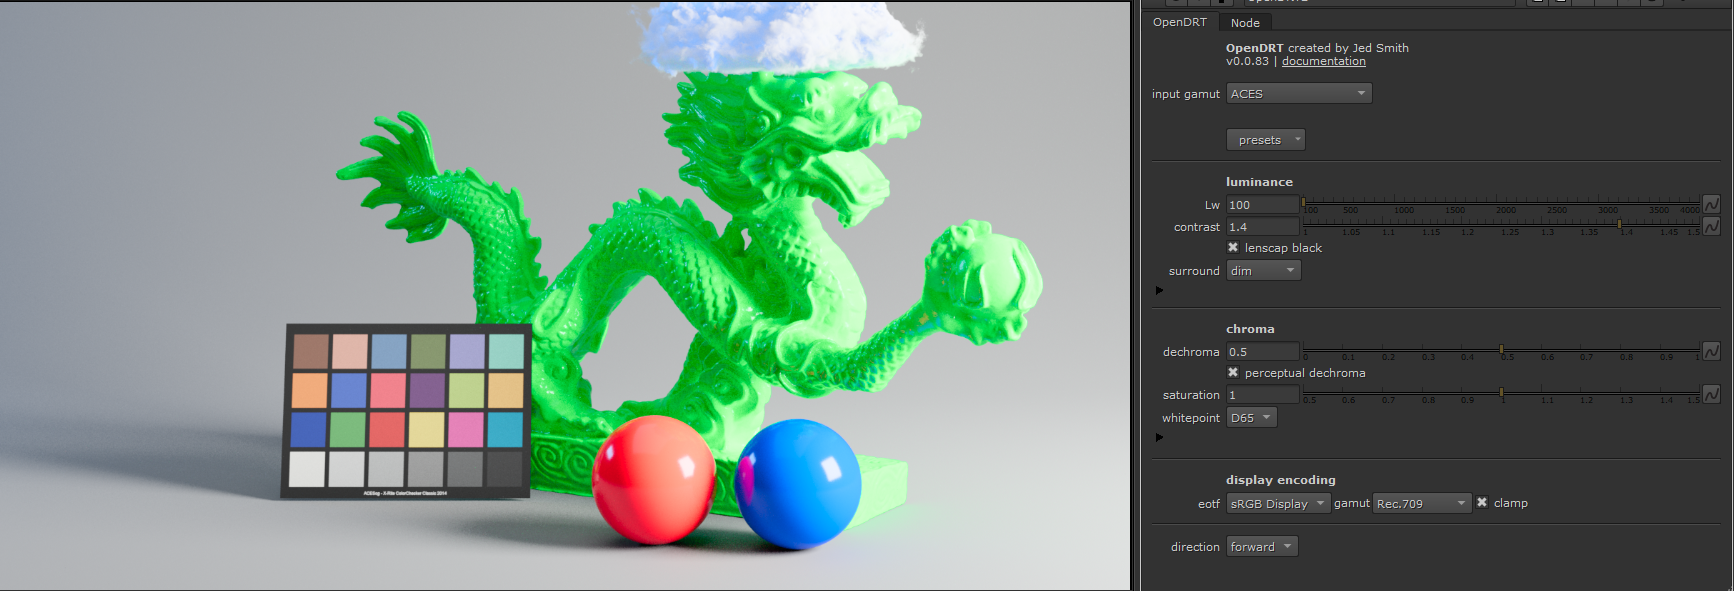 OpenDRT Node
OpenDRT created by Jed Smith
v0.0.83 | documentation
input gamut ACES
presets
luminance
Lw 100
100 500 1000 1500 2000 2500 3000 3500 4000
contrast 1.4
1 1.05 1.1 1.15 1.2 1.25 1.3 1.35 1.4 1.45 1.5
lenscap black
surround dim
chroma
dechroma 0.5
0 0.1 0.2 0.3 0.4 0.5 0.6 0.7 0.8 0.9 1
perceptual dechroma
saturation 1
0.5 0.6 0.7 0.8 0.9 1 1.1 1.2 1.3 1.4 1.5
whitepoint D65
display encoding
eotf sRGB Display gamut Rec.709 clamp
direction forward
ACEScg - X-Rite ColorChecker Classic 2014